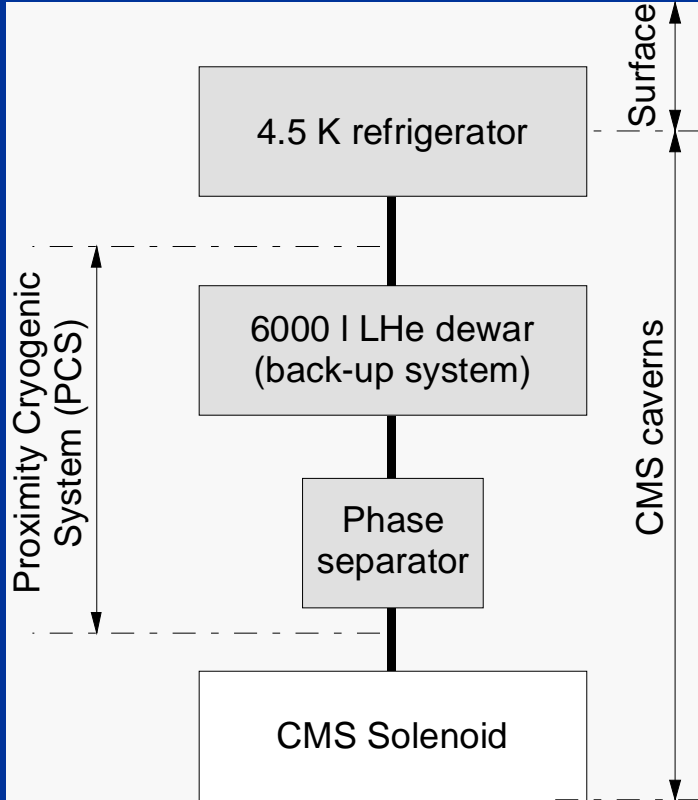 Surface
4.5 K refrigerator
6000 l LHe dewar
(back-up system)
Proximity Cryogenic
System (PCS)
CMS caverns
Phase
separator
CMS Solenoid